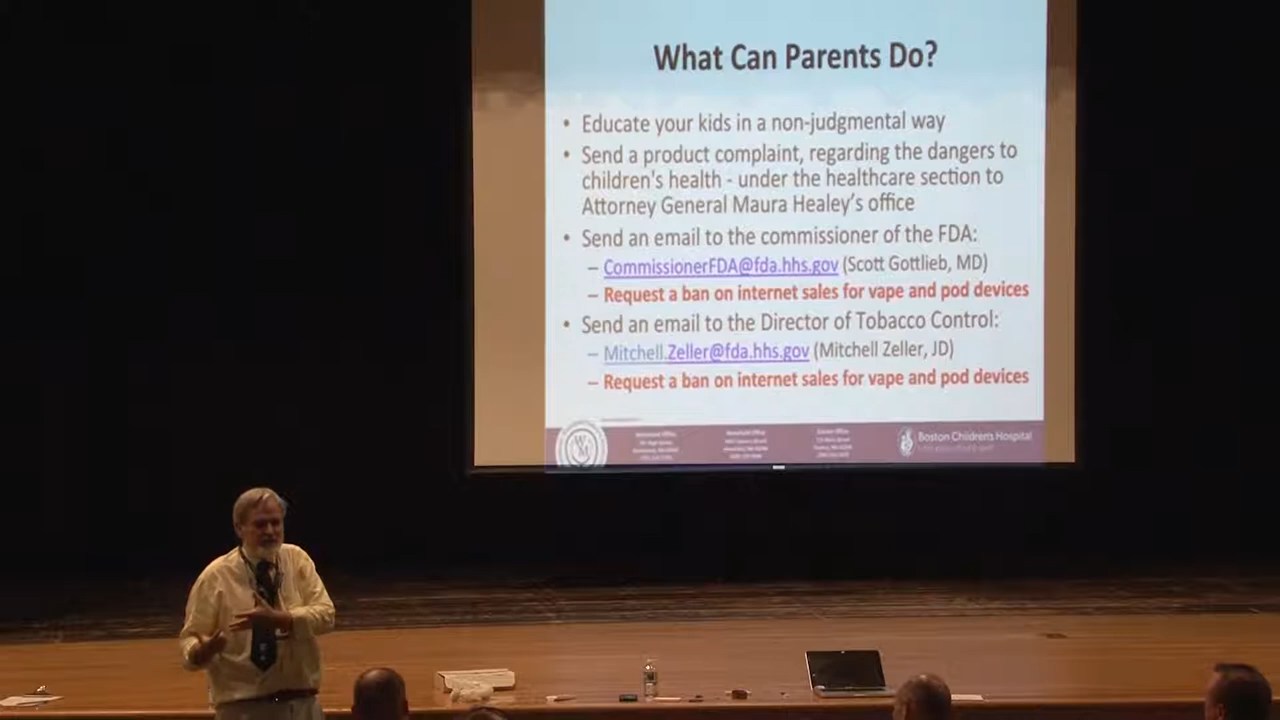 What Can Parents Do?
• Educate your kids in a non-judgmental way
• Send a product complaint, regarding the dangers to
children's health - under the healthcare section to
Attorney General Maura Healey's office
• Send an email to the commissioner of the FDA:
– CommissionerFDA@fda.hhs.gov (Scott Gottlieb, MD)
– Request a ban on internet sales for vape and pod devices
• Send an email to the Director of Tobacco Control:
– Mitchell.Zeller@fda.hhs.gov (Mitchell Zeller, JD)
– Request a ban on internet sales for vape and pod devices
Boston Children's Hospital